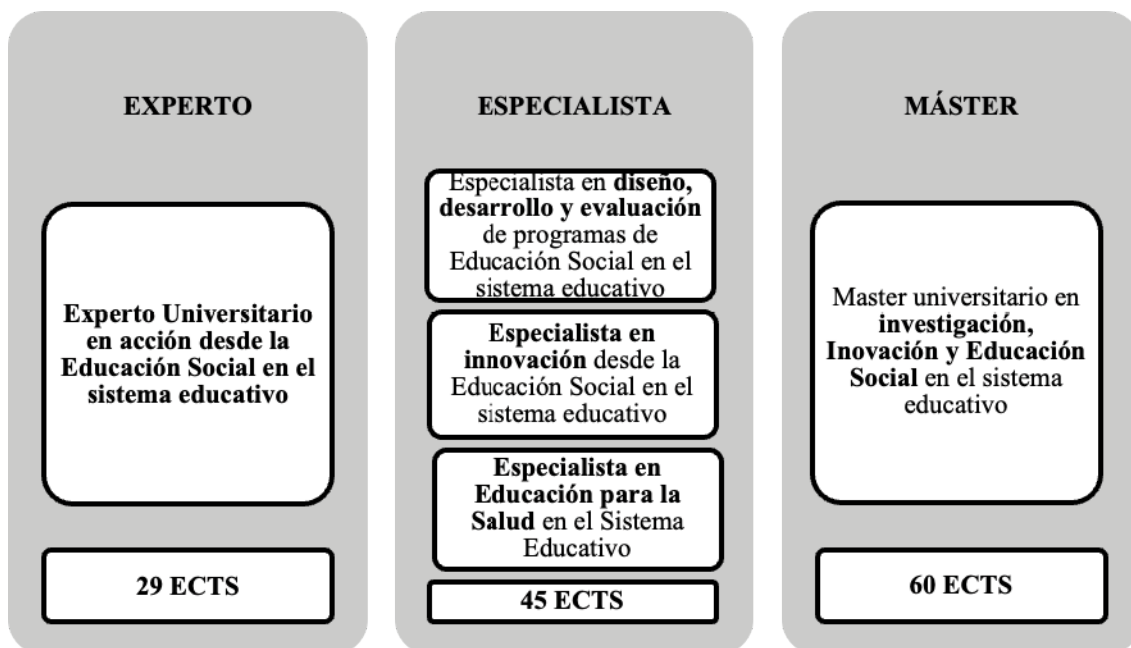 EXPERTO
Experto Universitario
en acción desde la
Educación Social en el
sistema educativo
29 ECTS
ESPECIALISTA
Especialista en diseño,
desarrollo y evaluación
de programas de
Educación Social en el
sistema educativo
Especialista en
innovación desde la
Educación Social en el
sistema educativo
Especialista en
Educación para la
Salud en el Sistema
Educativo
45 ECTS
MÁSTER
Master universitario en
investigación,
Inovación y Educación
Social en el sistema
educativo
60 ECTS